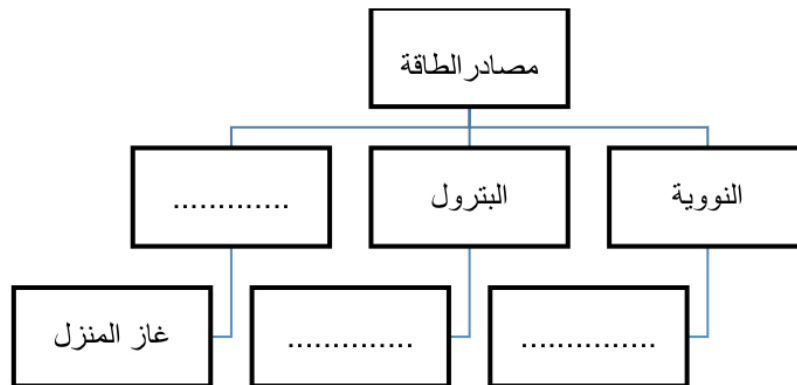 مصادر الطاقة
النووية
البترول
.............
..............
.............
غاز المنزل